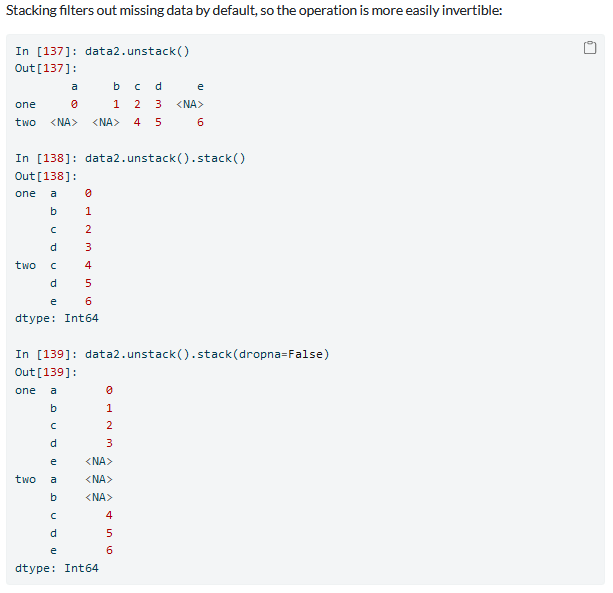 Stacking filters out missing data by default, so the operation is more easily invertible:
In [137]: data2.unstack()
Out[137]:
        a     b  c  d     e
one     0     1  2  3  <NA>
two  <NA>  <NA>  4  5     6
In [138]: data2.unstack().stack()
Out[138]:
one  a    0
     b    1
     c    2
     d    3
two  c    4
     d    5
     e    6
dtype: Int64
In [139]: data2.unstack().stack(dropna=False)
Out[139]:
one  a       0
     b       1
     c       2
     d       3
     e    <NA>
two  a    <NA>
     b    <NA>
     c       4
     d       5
     e       6
dtype: Int64